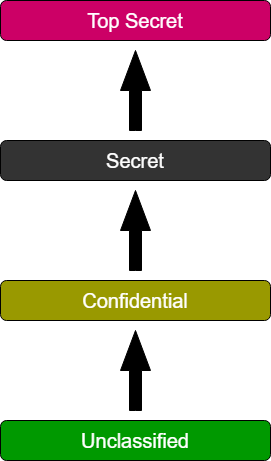 Top Secret
Secret
Confidential
Unclassified